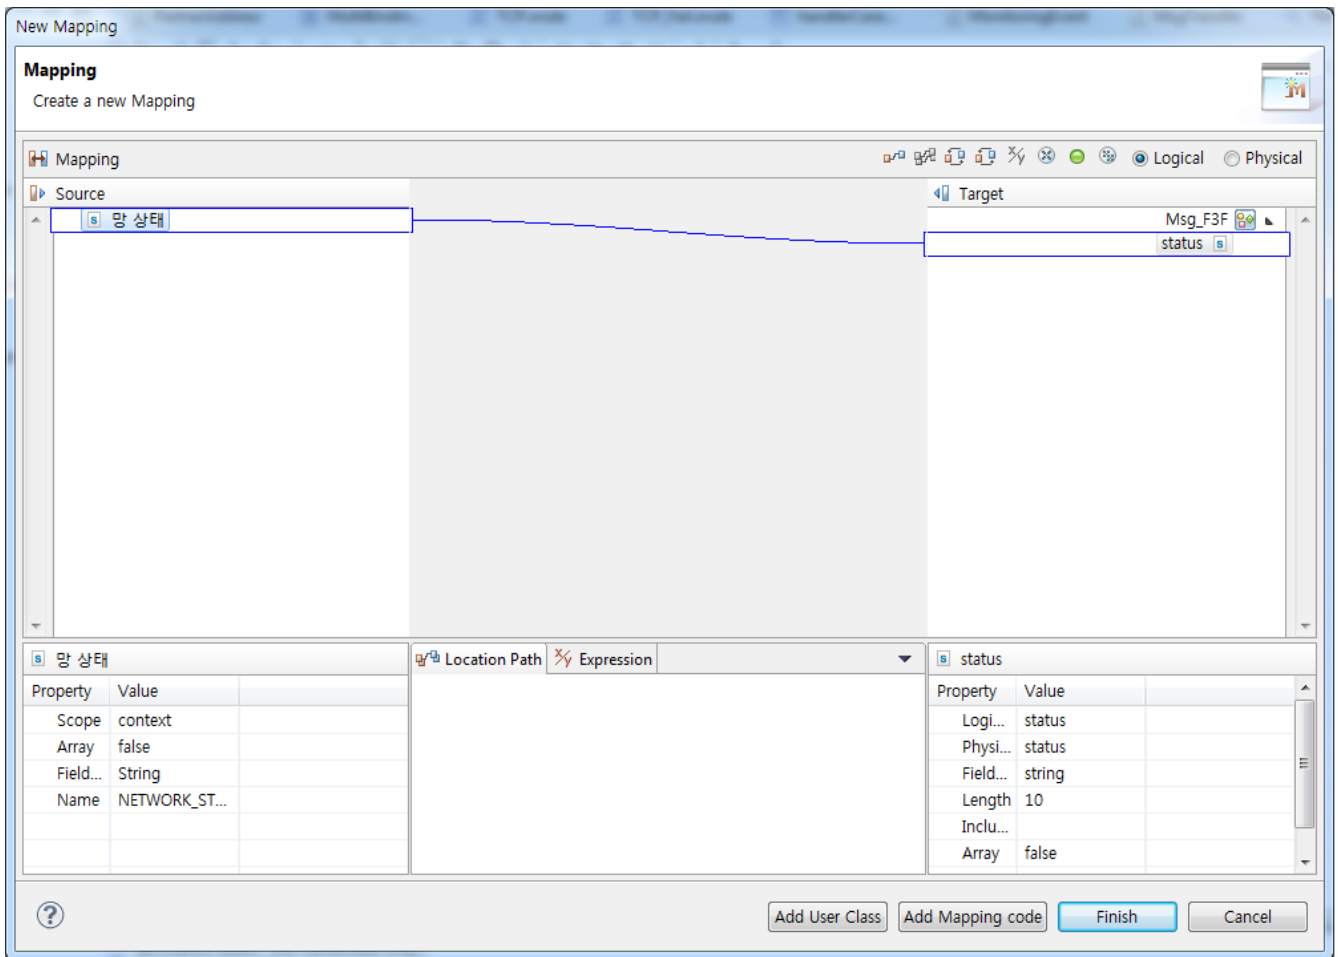 New Mapping
Mapping
Create a new Mapping
Mapping
Logical Physical
Source Target
망 상태 Msg_F3F
status
망 상태 Location Path Expression status
Property Value Property Value
Scope context Logi... status
Array false Physi... status
Field... String Field... string
Name NETWORK_ST... Length 10
Inclu...
Array false
Add User Class Add Mapping code Finish Cancel